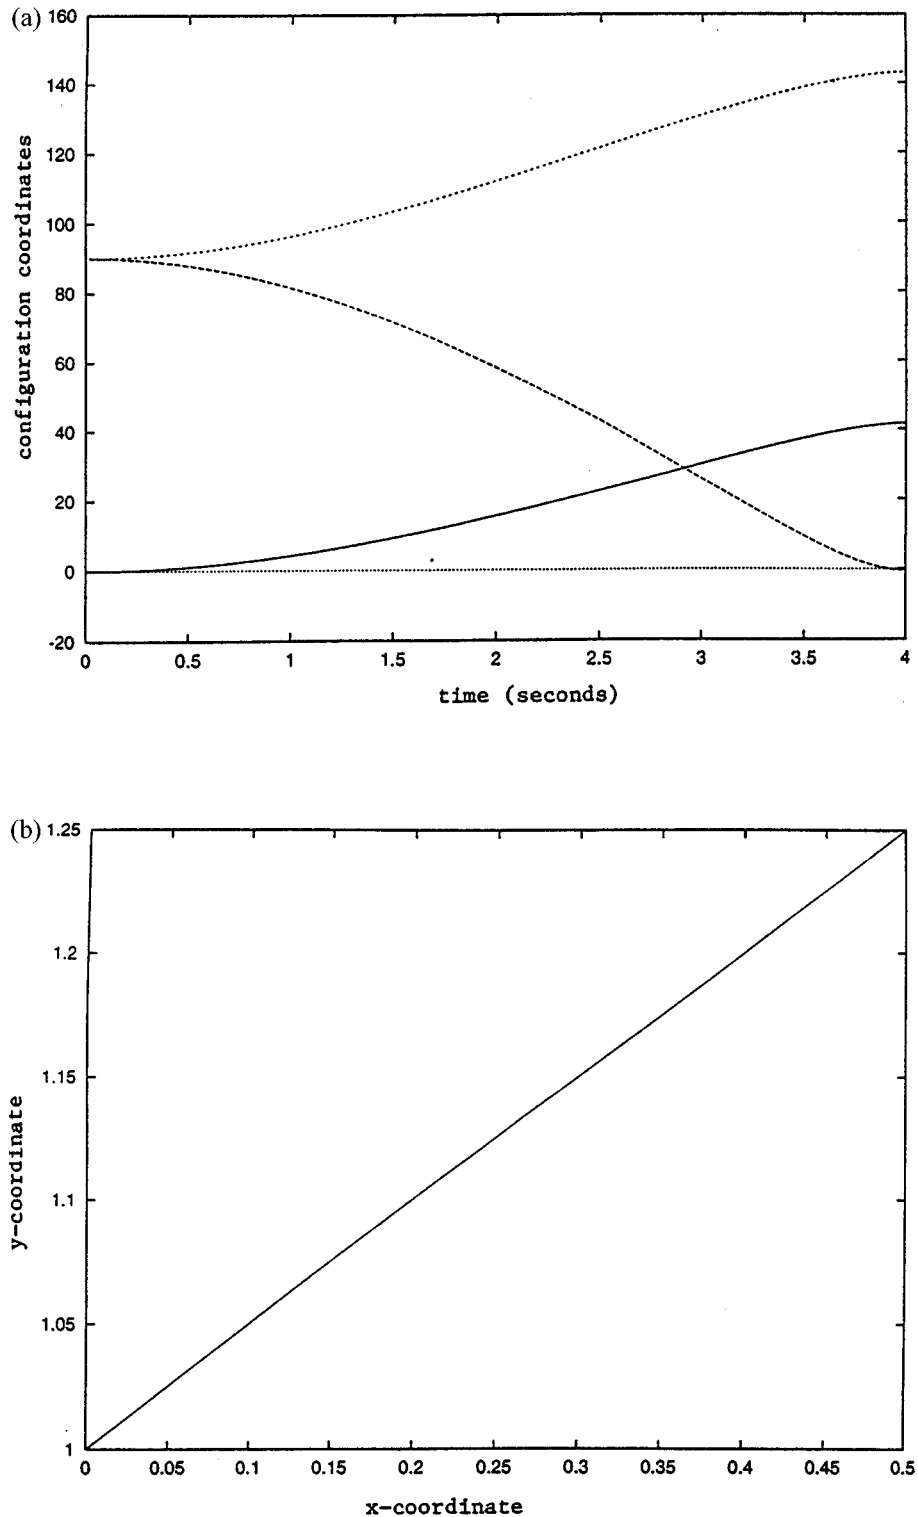 (a)
160
140
120
100
80
60
40
20
0
-20
configuration coordinates
0 0.5 1 1.5 2 2.5 3 3.5 4
time (seconds)
(b)
1.25
1.2
1.15
1.1
1.05
1
y-coordinate
0 0.05 0.1 0.15 0.2 0.25 0.3 0.35 0.4 0.45 0.5
x-coordinate